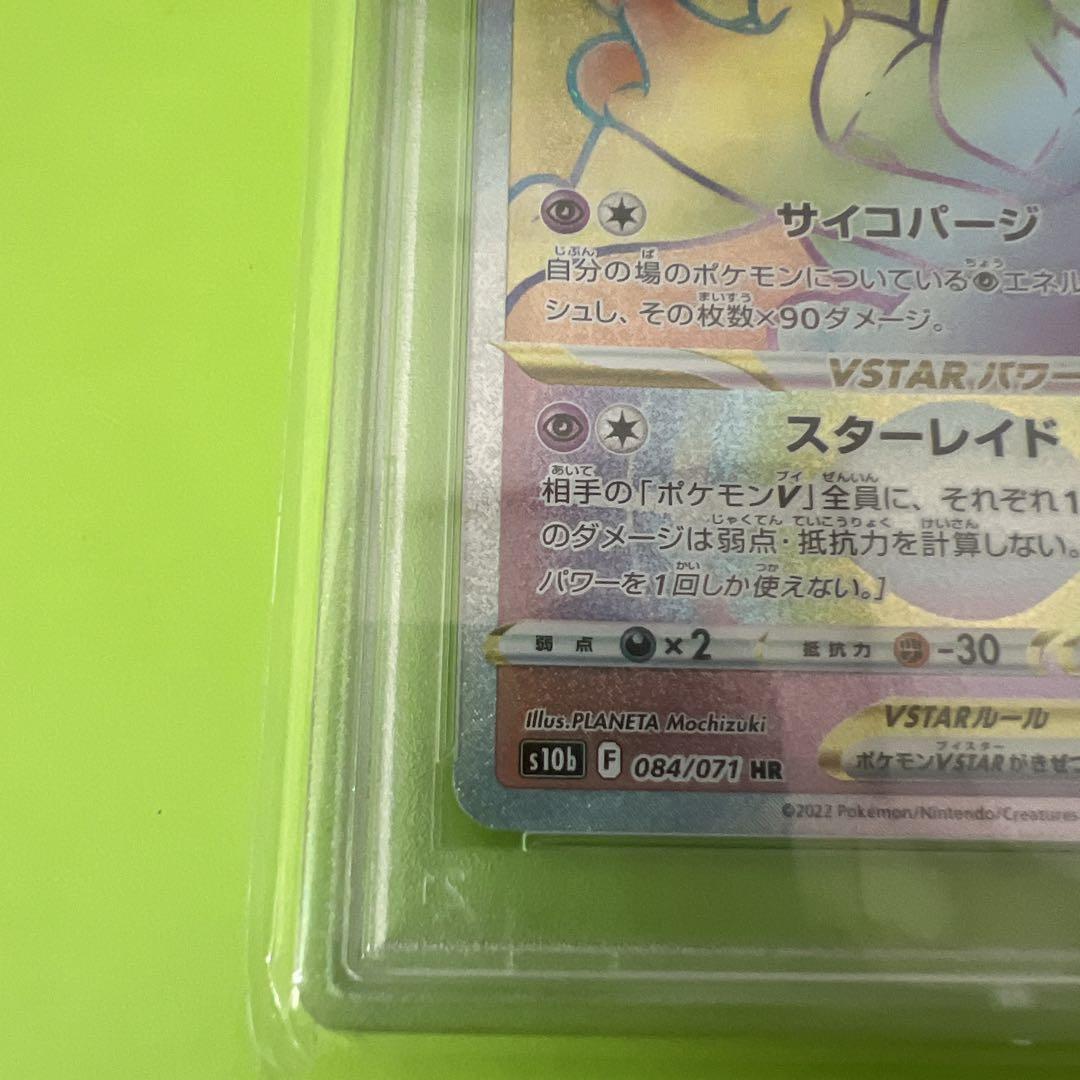 サイコパージ
自分の場のポケモンについているエネル
シュし、その枚数×90ダメージ。
VSTARパワー
スターレイド
相手の「ポケモンV」全員に、それぞれ1
のダメージは弱点・抵抗力を計算しない。
パワーを1回しか使えない。]
弱点 ×2 抵抗力 -30
Illus.PLANETA Mochizuki
VSTARルール
s10b F 084/071 HR
ポケモンVSTARがきぜつ
©2022 Pokémon/Nintendo/Creatures